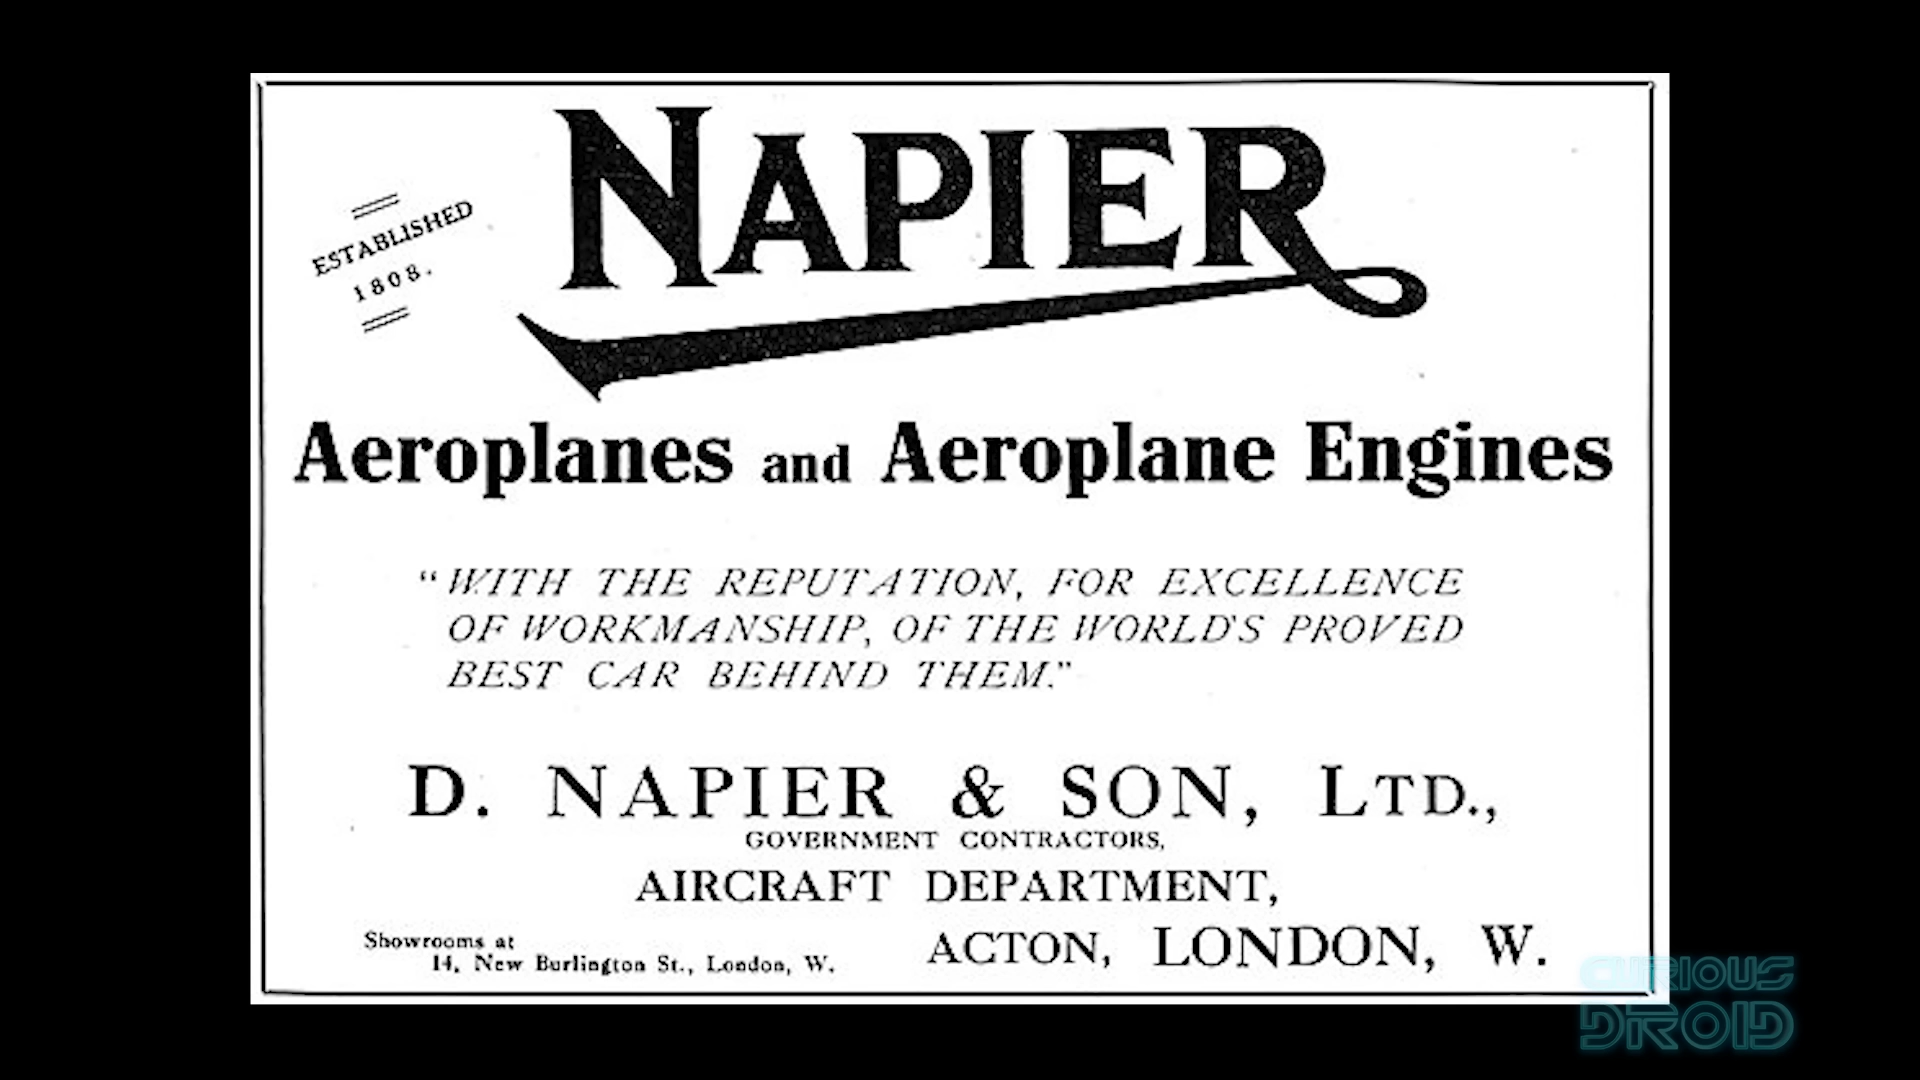 NAPIER
ESTABLISHED
1808.
Aeroplanes and Aeroplane Engines
"WITH THE REPUTATION, FOR EXCELLENCE
OF WORKMANSHIP, OF THE WORLD'S PROVED
BEST CAR BEHIND THEM."
D. NAPIER & SON, LTD.,
GOVERNMENT CONTRACTORS,
AIRCRAFT DEPARTMENT,
ACTON, LONDON, W.
Showrooms at
14, New Burlington St., London, W.
CURIOUS
DROID